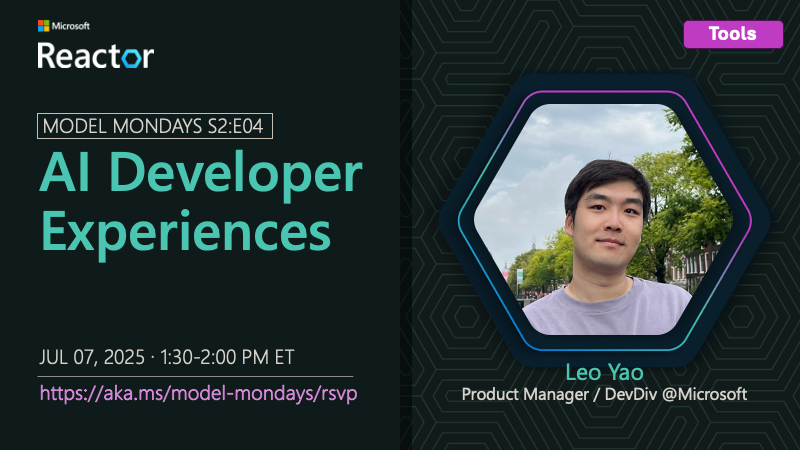 Microsoft
Reactor
Tools
MODEL MONDAYS S2:E04
AI Developer
Experiences
JUL 07, 2025 · 1:30-2:00 PM ET
https://aka.ms/model-mondays/rsvp
Leo Yao
Product Manager / DevDiv @Microsoft